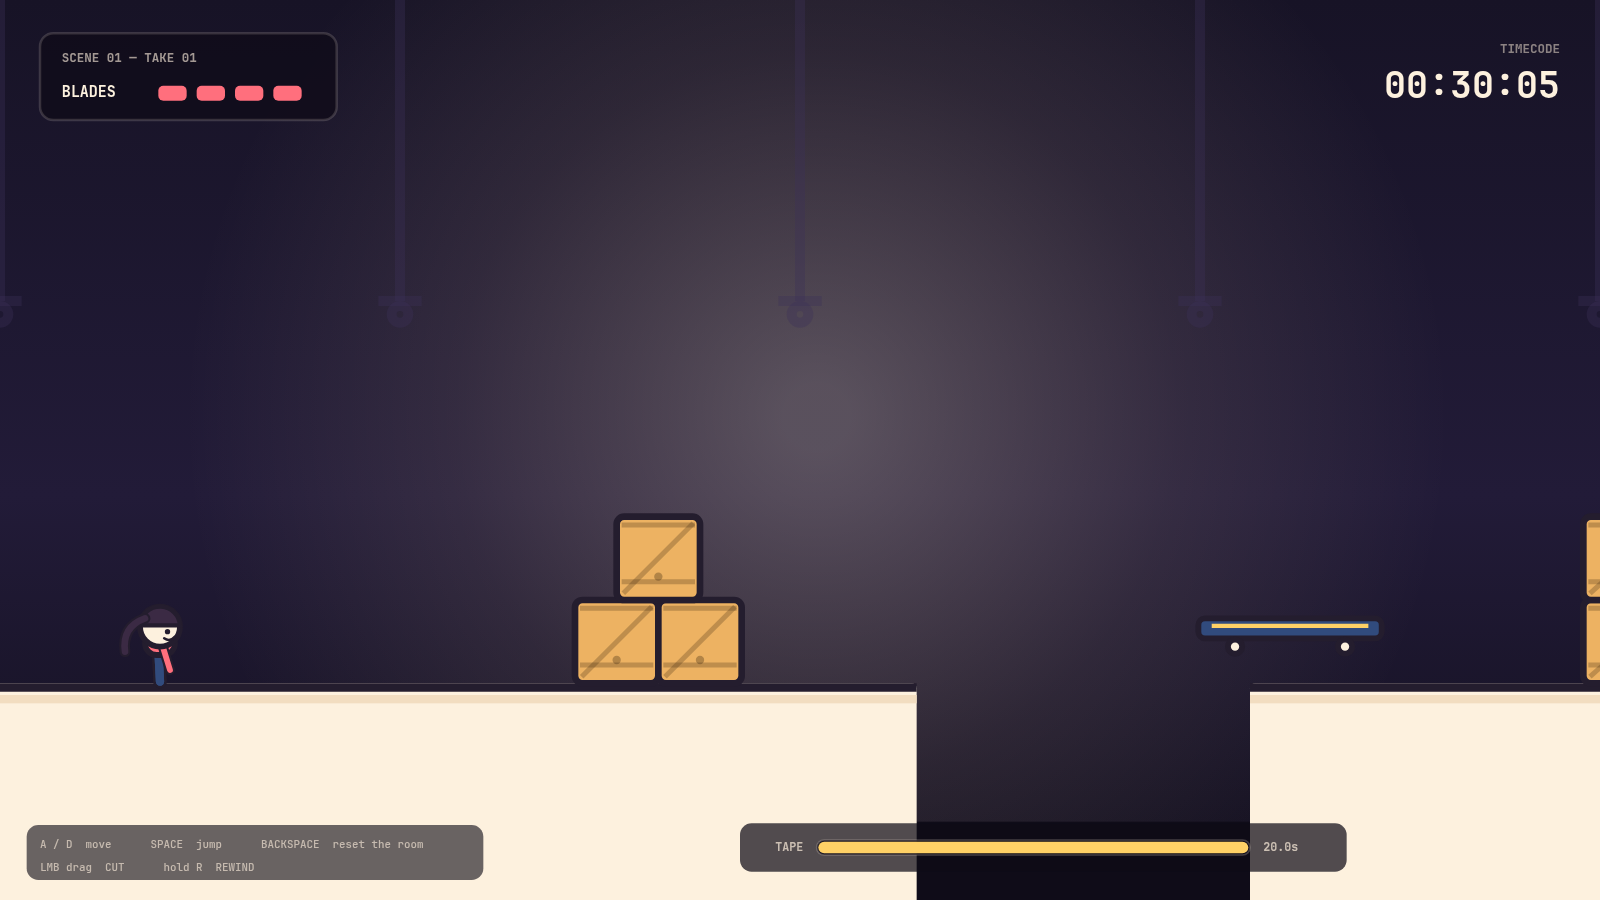 SCENE 01 — TAKE 01
BLADES
TIMECODE
00:30:05
A / D move SPACE jump BACKSPACE reset the room
LMB drag CUT hold R REWIND
TAPE 20.0s